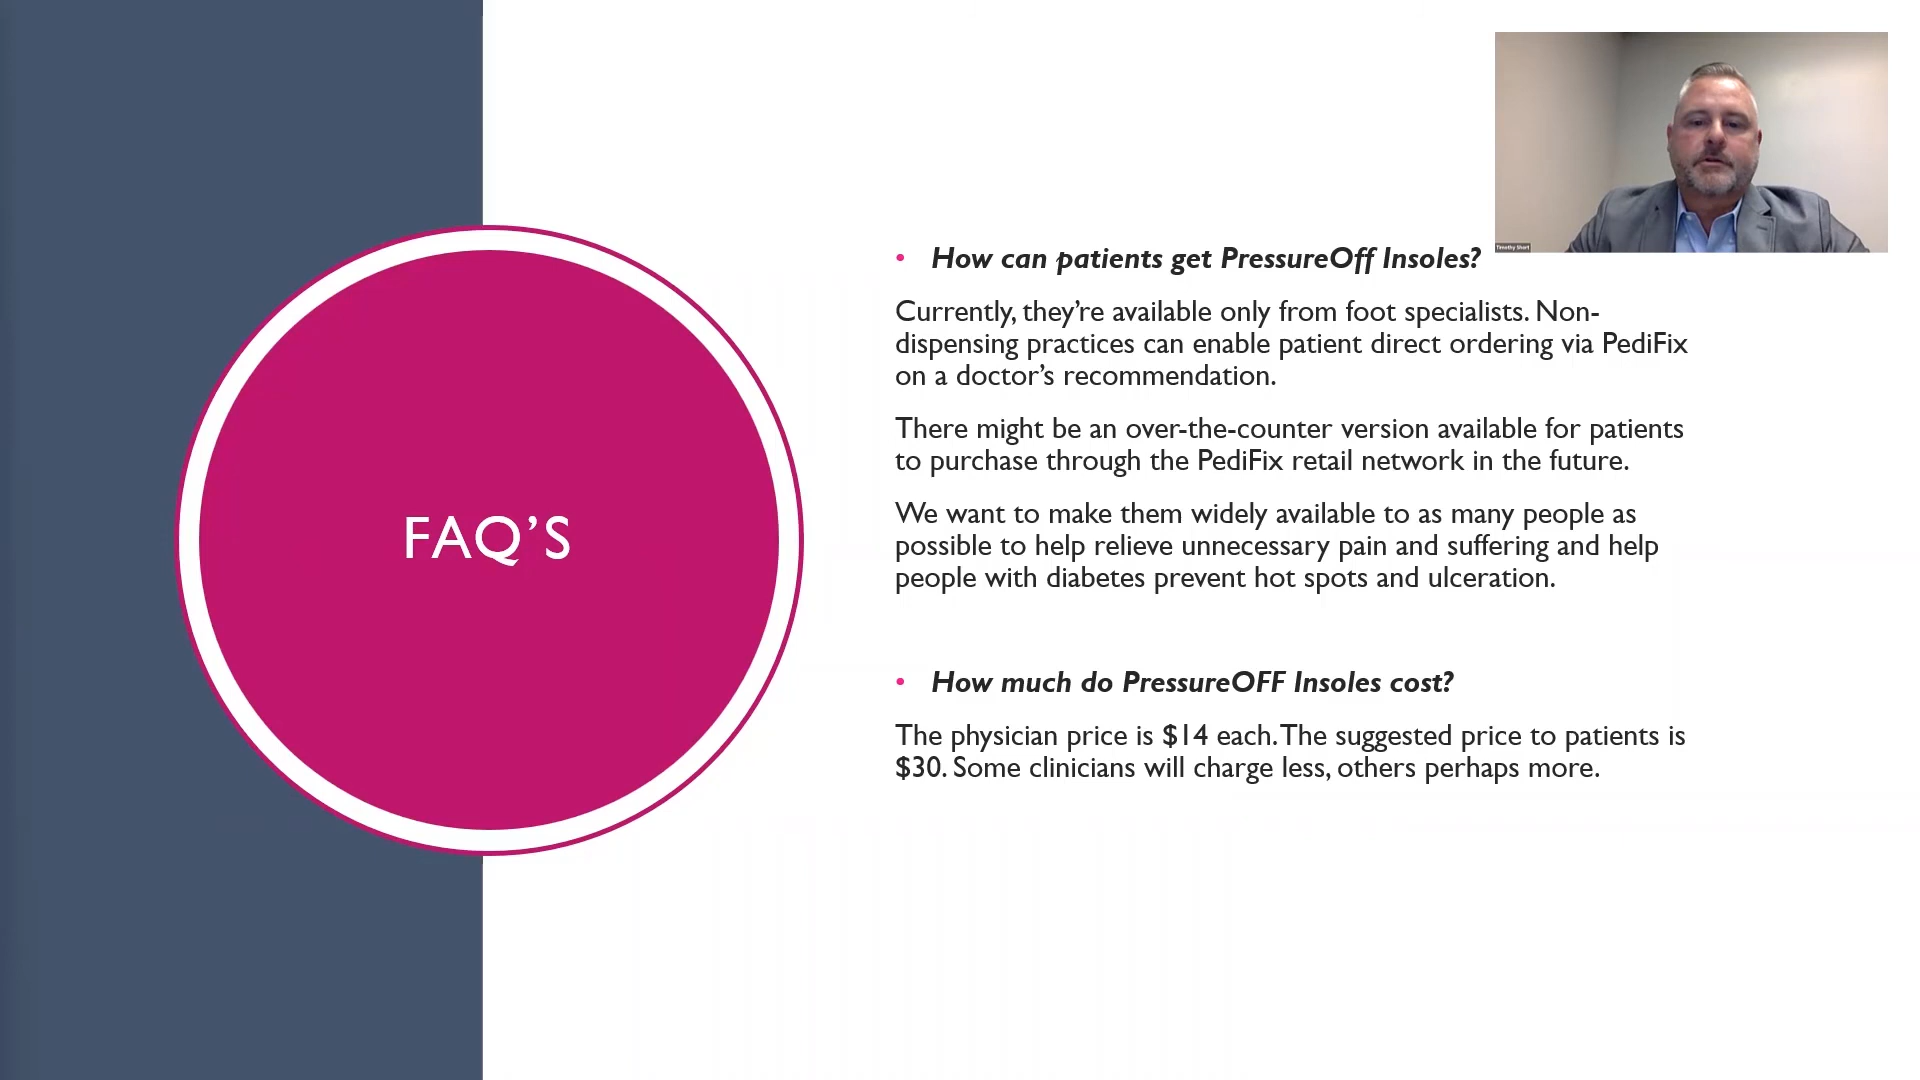 Timothy Short
• How can patients get PressureOff Insoles?
Currently, they’re available only from foot specialists. Non-
dispensing practices can enable patient direct ordering via PediFix
on a doctor’s recommendation.
There might be an over-the-counter version available for patients
to purchase through the PediFix retail network in the future.
We want to make them widely available to as many people as
possible to help relieve unnecessary pain and suffering and help
people with diabetes prevent hot spots and ulceration.
FAQ’S
• How much do PressureOFF Insoles cost?
The physician price is $14 each. The suggested price to patients is
$30. Some clinicians will charge less, others perhaps more.